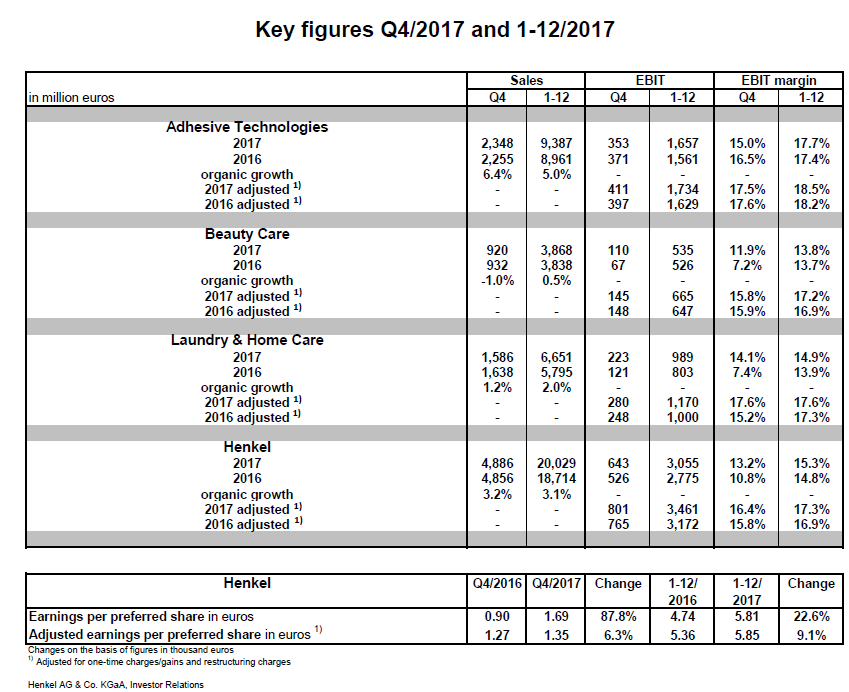 Key figures Q4/2017 and 1-12/2017
Sales EBIT EBIT margin
in million euros Q4 1-12 Q4 1-12 Q4 1-12
Adhesive Technologies
2017 2,348 9,387 353 1,657 15.0% 17.7%
2016 2,255 8,961 371 1,561 16.5% 17.4%
organic growth 6.4% 5.0% - - - -
2017 adjusted 1) - - 411 1,734 17.5% 18.5%
2016 adjusted 1) - - 397 1,629 17.6% 18.2%
Beauty Care
2017 920 3,868 110 535 11.9% 13.8%
2016 932 3,838 67 526 7.2% 13.7%
organic growth -1.0% 0.5% - - - -
2017 adjusted 1) - - 145 665 15.8% 17.2%
2016 adjusted 1) - - 148 647 15.9% 16.9%
Laundry & Home Care
2017 1,586 6,651 223 989 14.1% 14.9%
2016 1,638 5,795 121 803 7.4% 13.9%
organic growth 1.2% 2.0% - - - -
2017 adjusted 1) - - 280 1,170 17.6% 17.6%
2016 adjusted 1) - - 248 1,000 15.2% 17.3%
Henkel
2017 4,886 20,029 643 3,055 13.2% 15.3%
2016 4,856 18,714 526 2,775 10.8% 14.8%
organic growth 3.2% 3.1% - - - -
2017 adjusted 1) - - 801 3,461 16.4% 17.3%
2016 adjusted 1) - - 765 3,172 15.8% 16.9%
Henkel Q4/2016 Q4/2017 Change 1-12/ 1-12/ Change
2016 2017
Earnings per preferred share in euros 0.90 1.69 87.8% 4.74 5.81 22.6%
Adjusted earnings per preferred share in euros 1) 1.27 1.35 6.3% 5.36 5.85 9.1%
Changes on the basis of figures in thousand euros
1) Adjusted for one-time charges/gains and restructuring charges
Henkel AG & Co. KGaA, Investor Relations